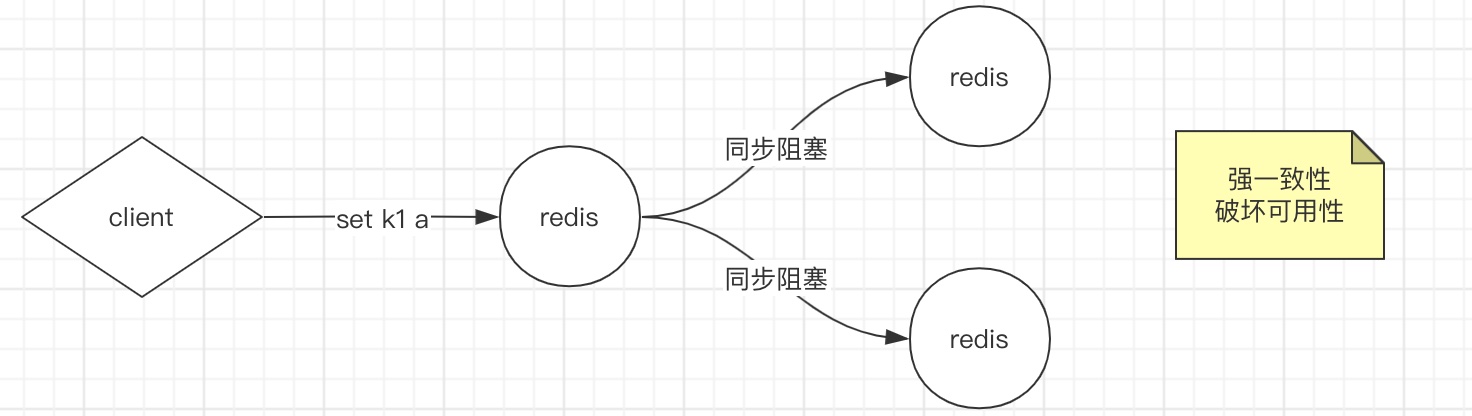 client
set k1 a
redis
同步阻塞
同步阻塞
redis
redis
强一致性
破坏可用性